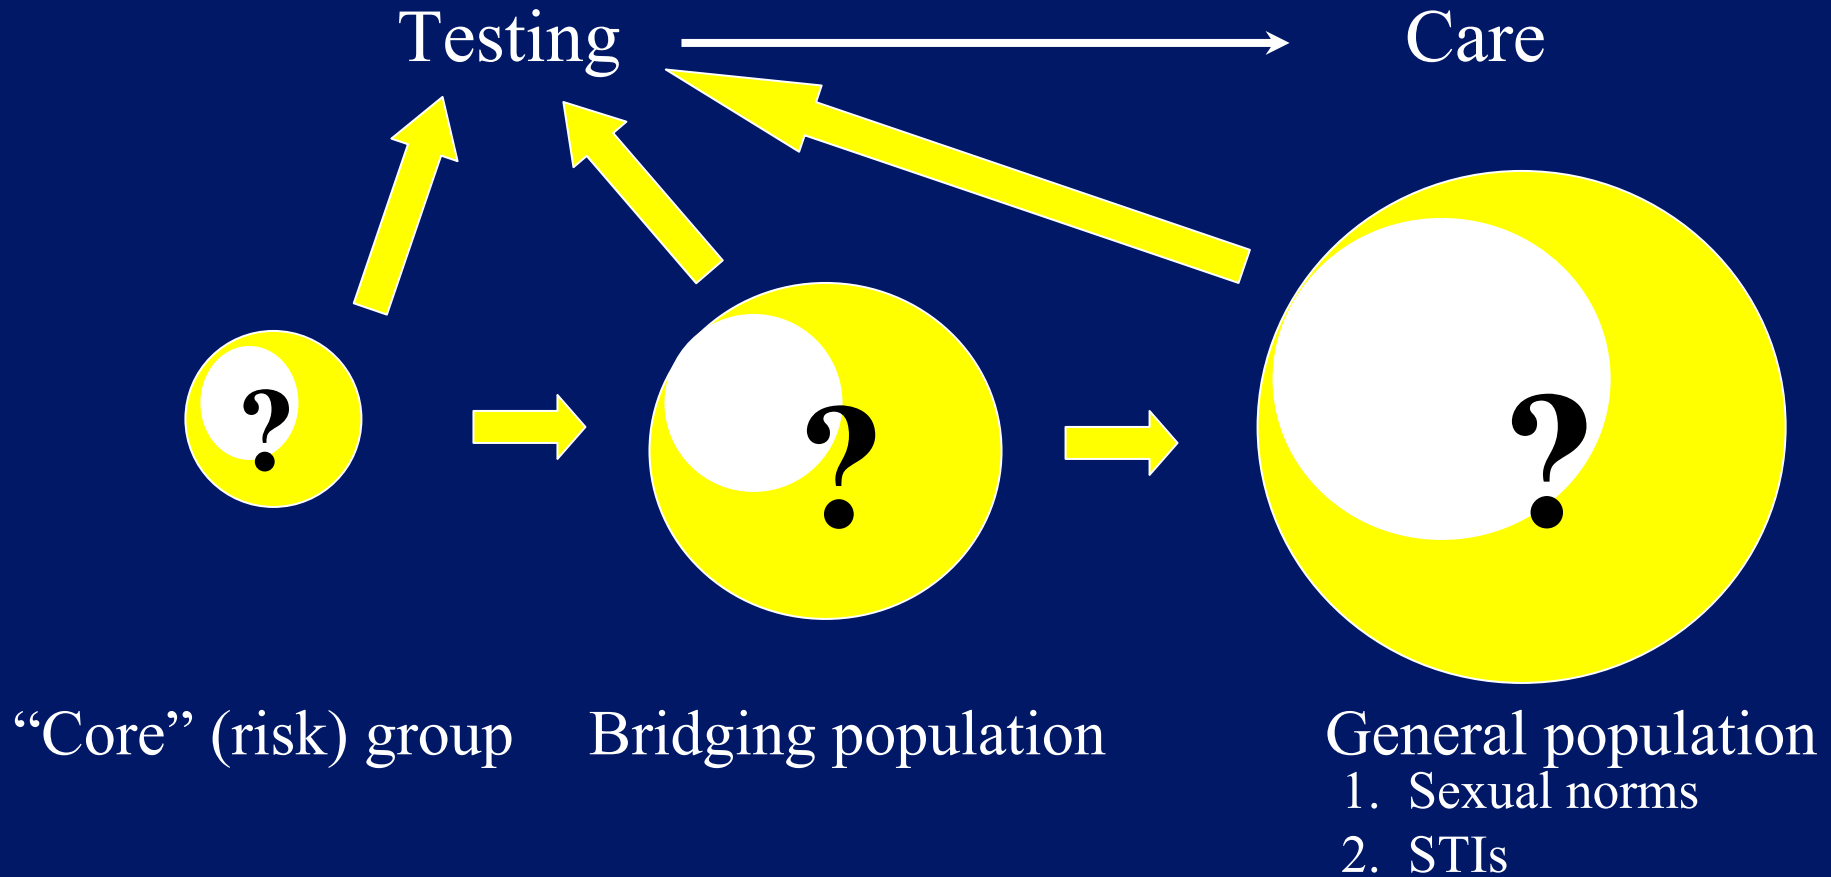 Testing
Care
?
?
?
“Core” (risk) group
Bridging population
General population
1. Sexual norms
2. STIs